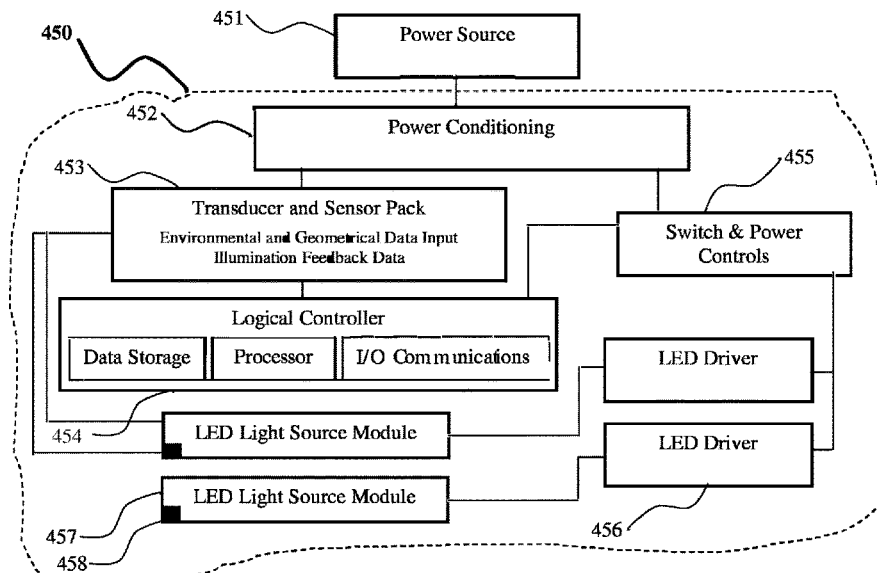 451
Power Source
450
452
Power Conditioning
453
455
Transducer and Sensor Pack
Environmental and Geometrical Data Input
Illumination Feedback Data
Switch & Power
Controls
Logical Controller
Data Storage
Processor
I/O Communications
LED Driver
454
LED Light Source Module
LED Driver
LED Light Source Module
457
458
456